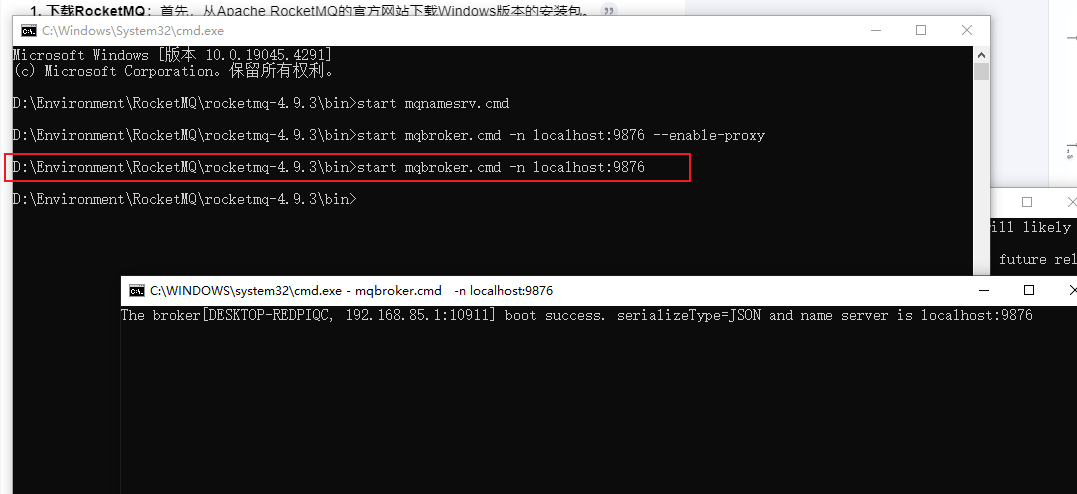 1. 下载RocketMQ：首先，从Apache RocketMQ的官方网站下载Windows版本的安装包。
C:\Windows\System32\cmd.exe
Microsoft Windows [版本 10.0.19045.4291]
(c) Microsoft Corporation。保留所有权利。
D:\Environment\RocketMQ\rocketmq-4.9.3\bin>start mqnamesrv.cmd
D:\Environment\RocketMQ\rocketmq-4.9.3\bin>start mqbroker.cmd -n localhost:9876 --enable-proxy
D:\Environment\RocketMQ\rocketmq-4.9.3\bin>start mqbroker.cmd -n localhost:9876
D:\Environment\RocketMQ\rocketmq-4.9.3\bin>
ill likely
future rel
C:\WINDOWS\system32\cmd.exe - mqbroker.cmd -n localhost:9876
The broker[DESKTOP-REDPIQC, 192.168.85.1:10911] boot success. serializeType=JSON and name server is localhost:9876